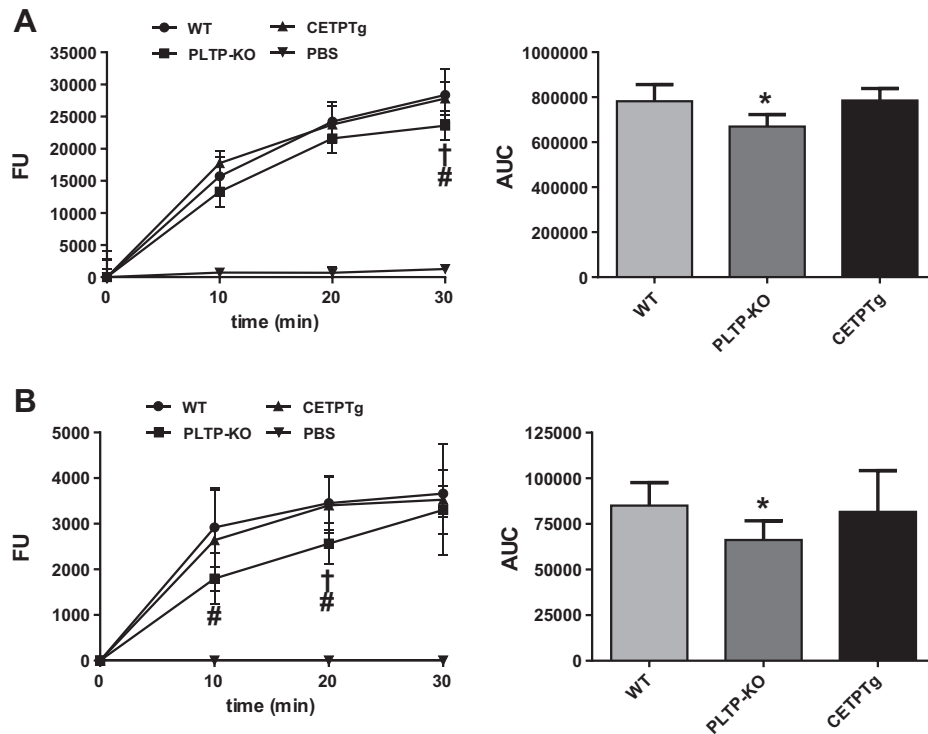 A
WT
CETPTg
PLTP-KO
PBS
FU
35000
30000
25000
20000
15000
10000
5000
0
†
#
0
10
20
30
time (min)
AUC
1000000
800000
600000
400000
200000
0
*
WT
PLTP-KO
CETPTg
B
WT
CETPTg
PLTP-KO
PBS
FU
5000
4000
3000
2000
1000
0
#
†
#
0
10
20
30
time (min)
AUC
125000
100000
75000
50000
25000
0
*
WT
PLTP-KO
CETPTg